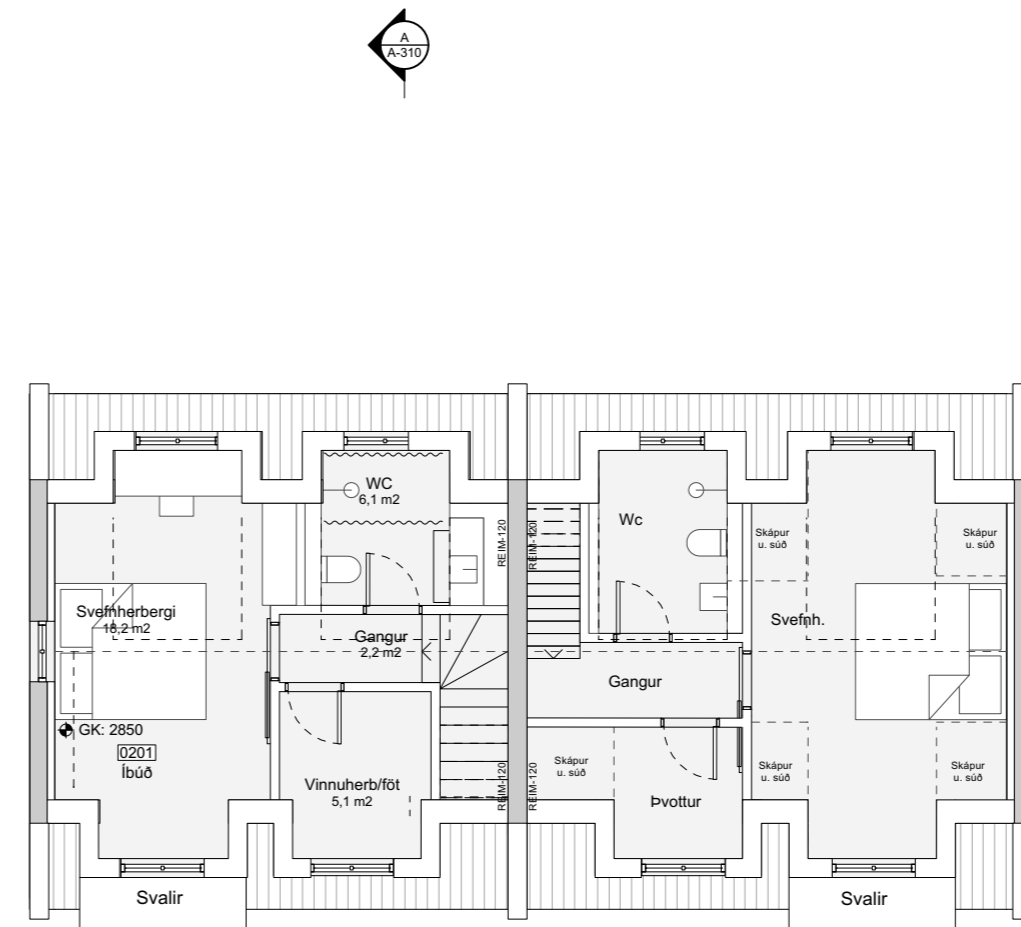 A
A-310
WC
6,1 m2
REIM-120
REIM-120
Wc
Skápur
u. súð
Skápur
u. súð
Svefnherbergi
18,2 m2
Gangur
2,2 m2
Svefnh.
Gangur
GK: 2850
0201
Íbúð
Vinnuherb/föt
5,1 m2
REIM-120
REIM-120
Skápur
u. súð
Þvottur
Skápur
u. súð
Skápur
u. súð
Svalir
Svalir